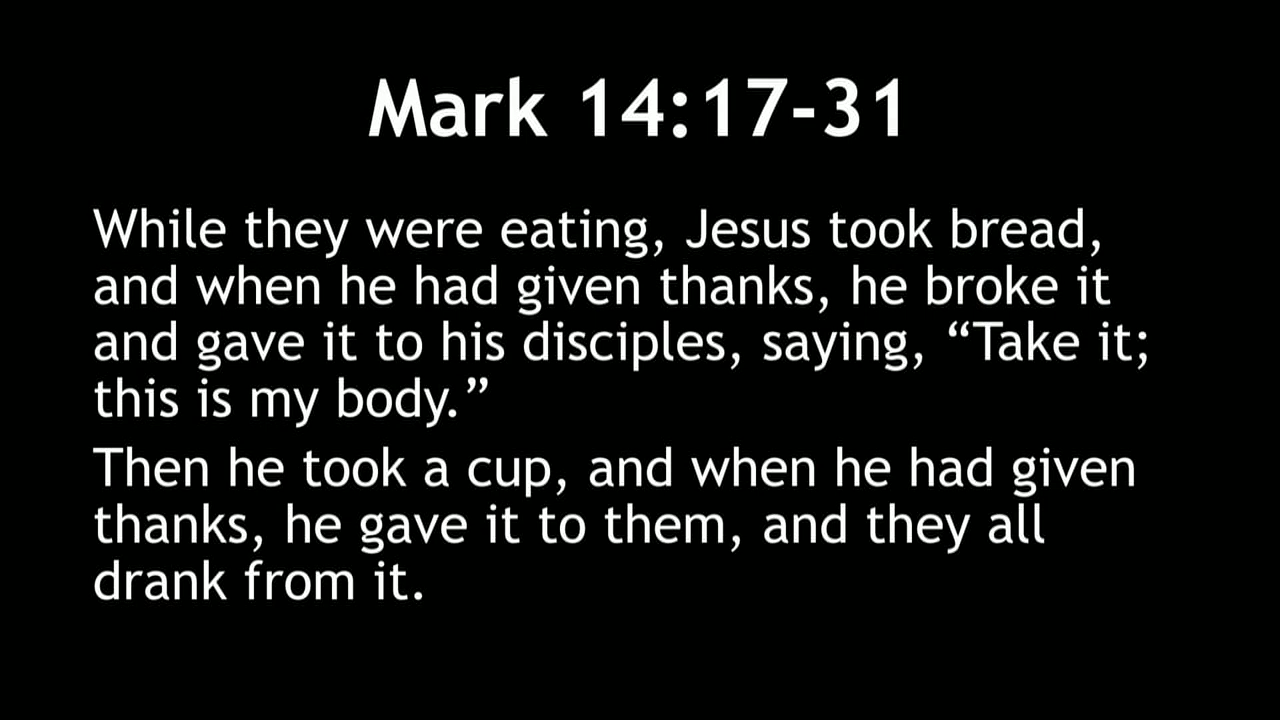 Mark 14:17-31
While they were eating, Jesus took bread,
and when he had given thanks, he broke it
and gave it to his disciples, saying, “Take it;
this is my body.”
Then he took a cup, and when he had given
thanks, he gave it to them, and they all
drank from it.